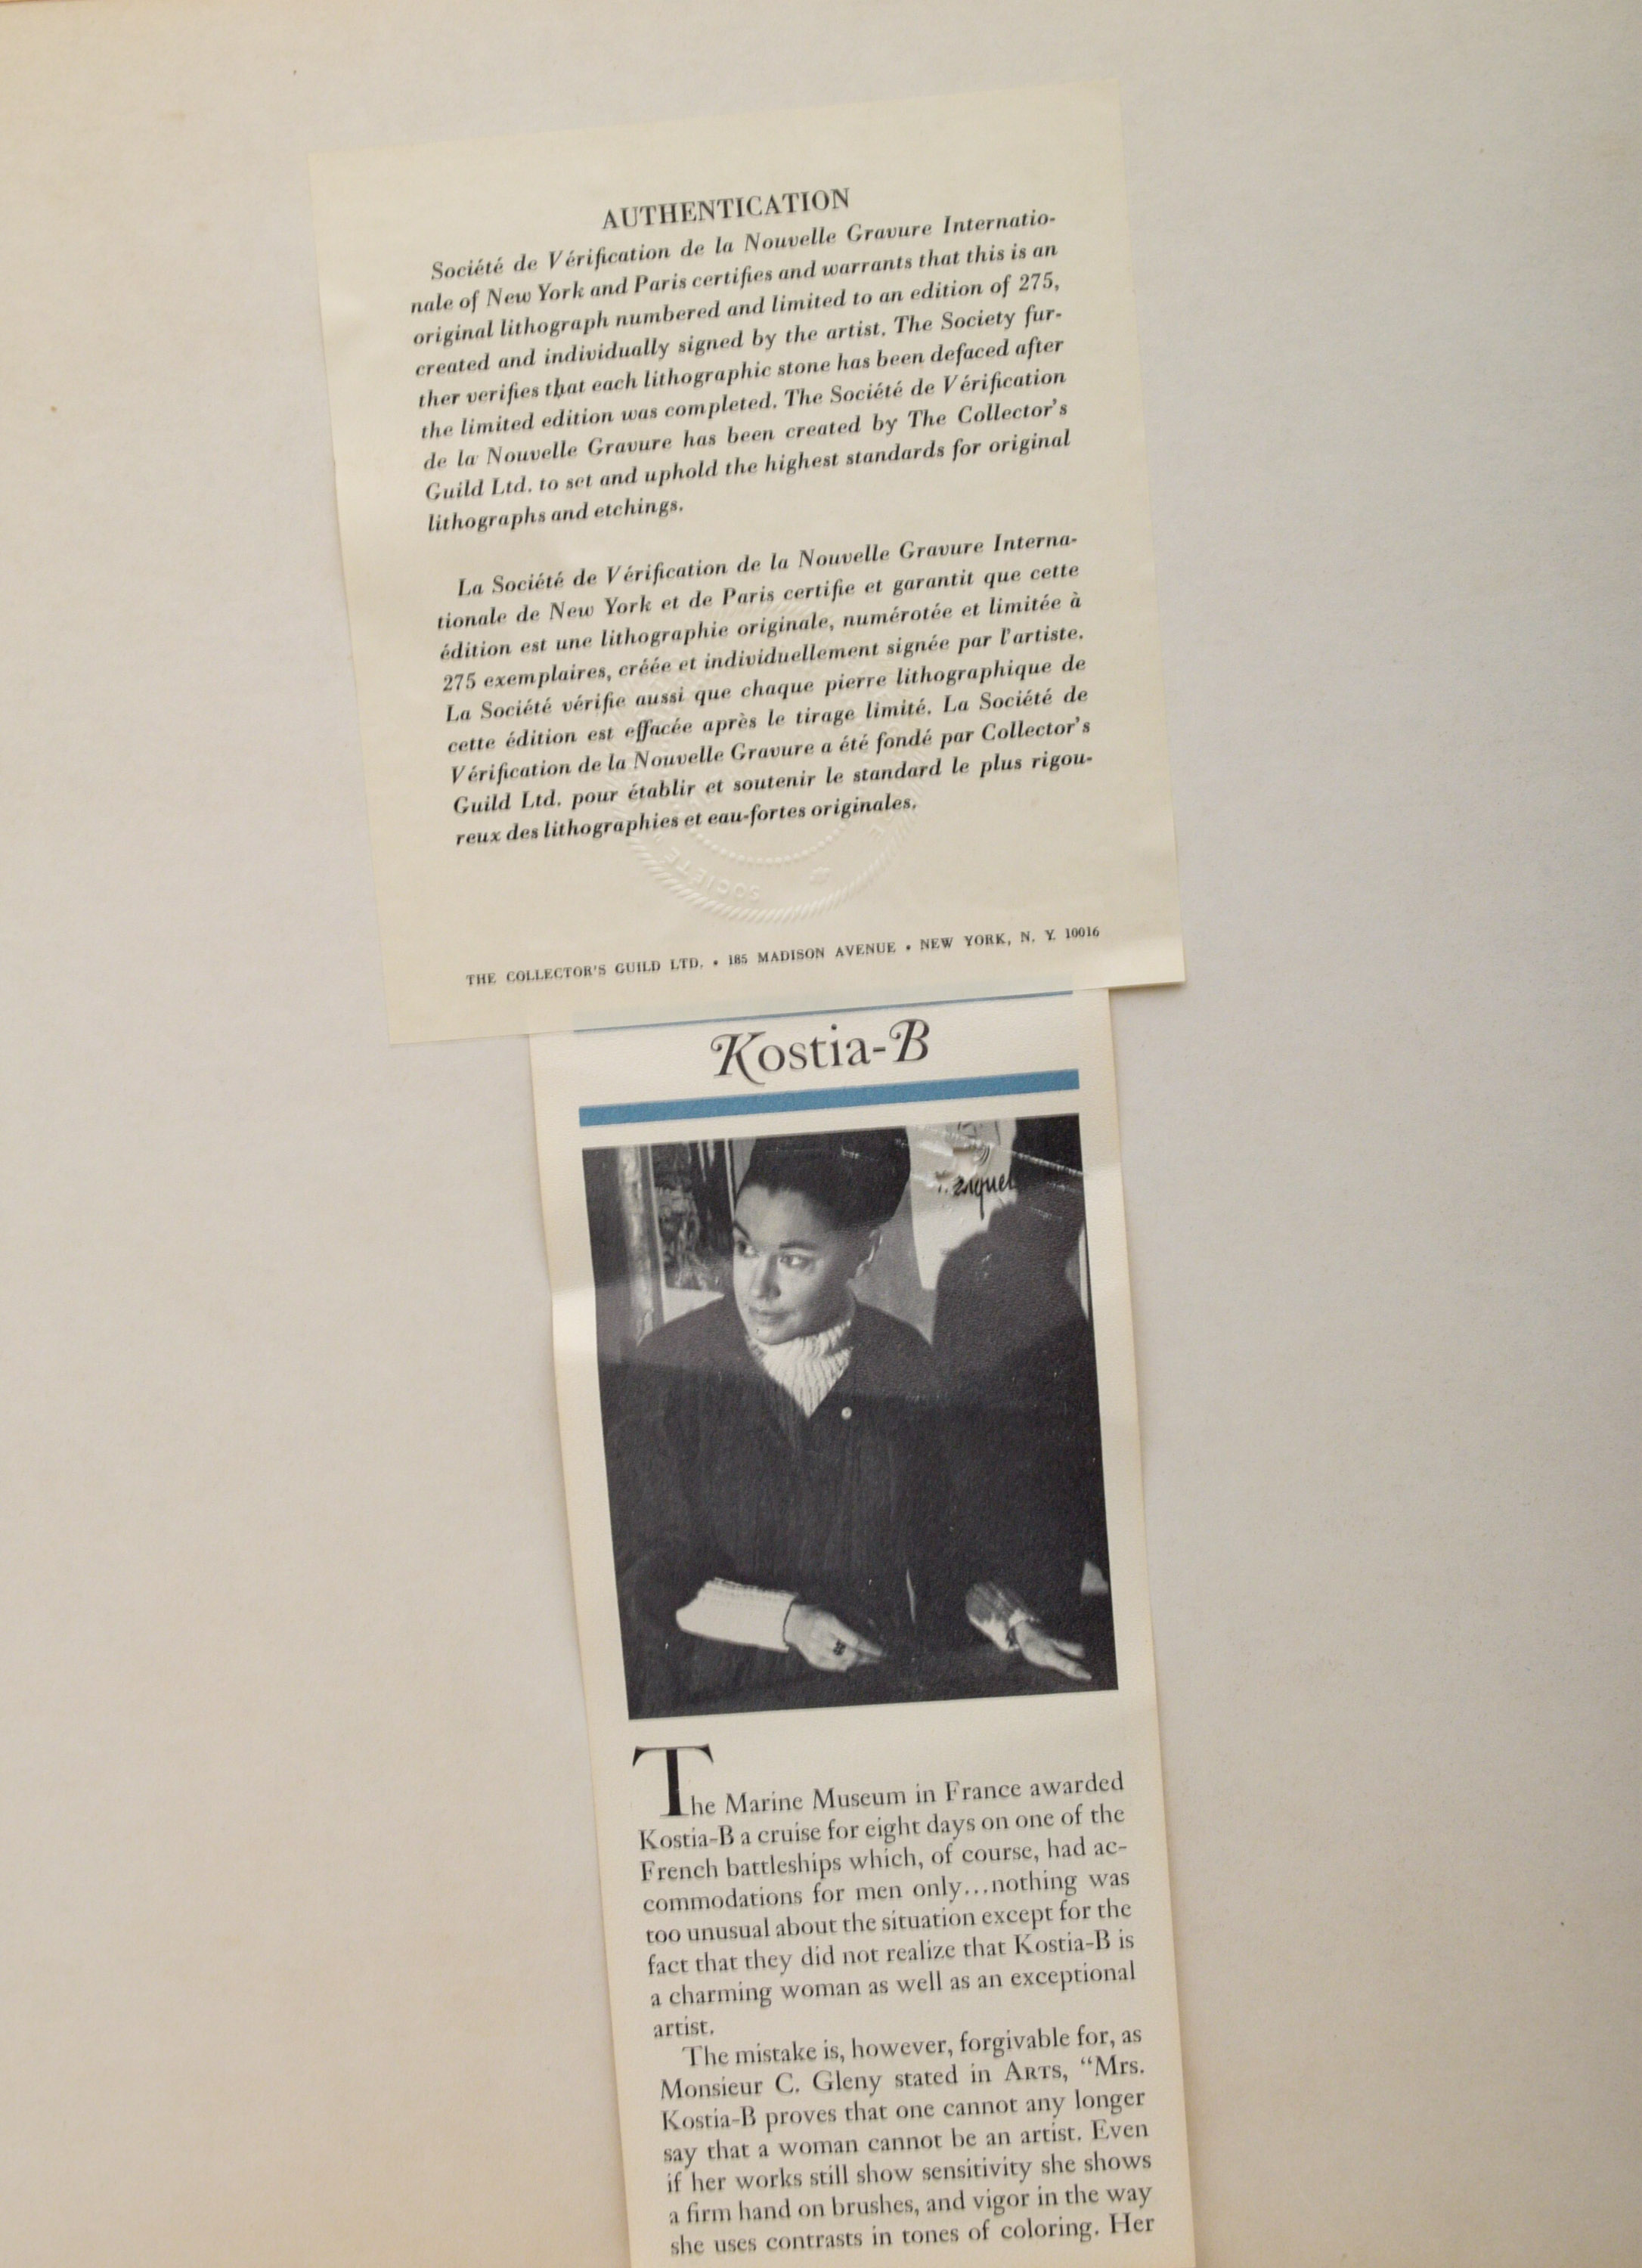 AUTHENTICATION
Société de Vérification de la Nouvelle Gravure Internatio-
nale of New York and Paris certifies and warrants that this is an
original lithograph numbered and limited to an edition of 275,
created and individually signed by the artist. The Society fur-
ther verifies that each lithographic stone has been defaced after
the limited edition was completed. The Société de Vérification
de la Nouvelle Gravure has been created by The Collector's
Guild Ltd. to set and uphold the highest standards for original
lithographs and etchings.
La Société de Vérification de la Nouvelle Gravure Interna-
tionale de New York et de Paris certifie et garantit que cette
édition est une lithographie originale, numérotée et limitée à
275 exemplaires, créée et individuellement signée par l'artiste.
La Société vérifie aussi que chaque pierre lithographique de
cette édition est effacée après le tirage limité. La Société de
Vérification de la Nouvelle Gravure a été fondé par Collector's
Guild Ltd. pour établir et soutenir le standard le plus rigou-
reux des lithographies et eau-fortes originales.
SOCIETE
THE COLLECTOR'S GUILD LTD. • 185 MADISON AVENUE • NEW YORK, N. Y. 10016
Kostia-B
The Marine Museum in France awarded
Kostia-B a cruise for eight days on one of the
French battleships which, of course, had ac-
commodations for men only...nothing was
too unusual about the situation except for the
fact that they did not realize that Kostia-B is
a charming woman as well as an exceptional
artist.
The mistake is, however, forgivable for, as
Monsieur C. Gleny stated in ARTS, "Mrs.
Kostia-B proves that one cannot any longer
say that a woman cannot be an artist. Even
if her works still show sensitivity she shows
a firm hand on brushes, and vigor in the way
she uses contrasts in tones of coloring. Her